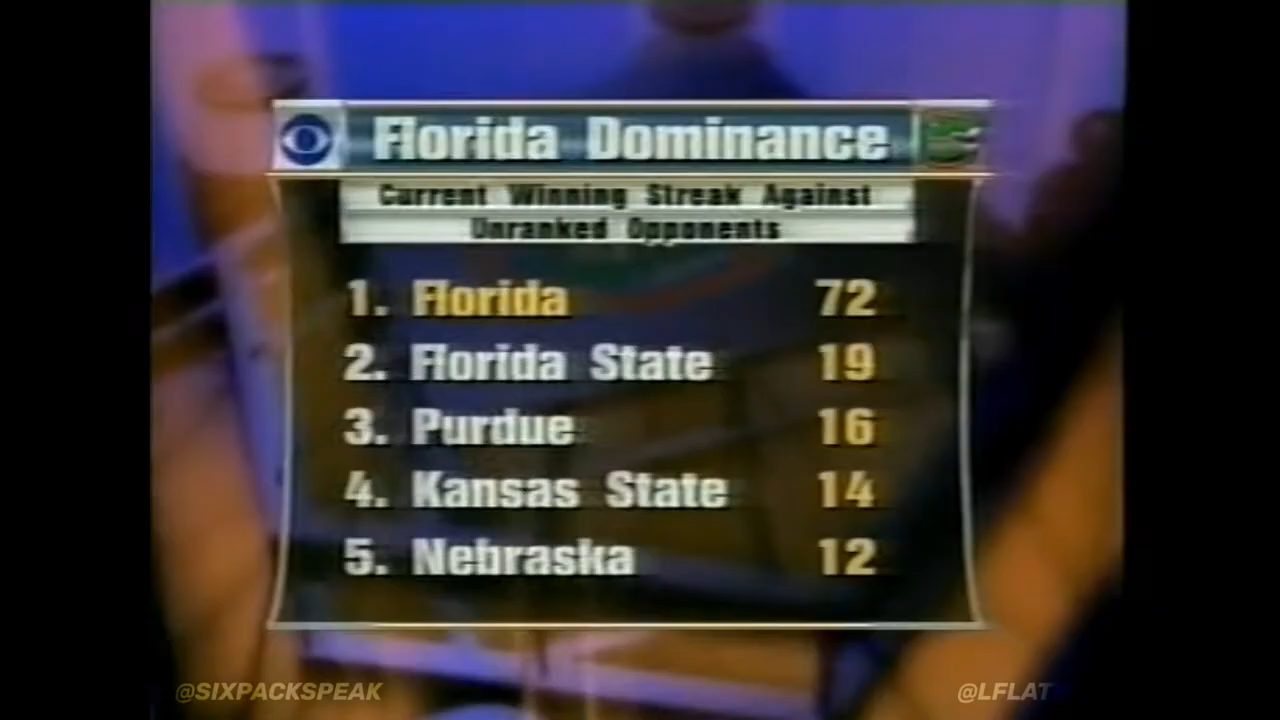 Florida Dominance
Current Winning Streak Against
Unranked Opponents
1. Florida 72
2. Florida State 19
3. Purdue 16
4. Kansas State 14
5. Nebraska 12
@SIXPACKSPEAK @LFLAT